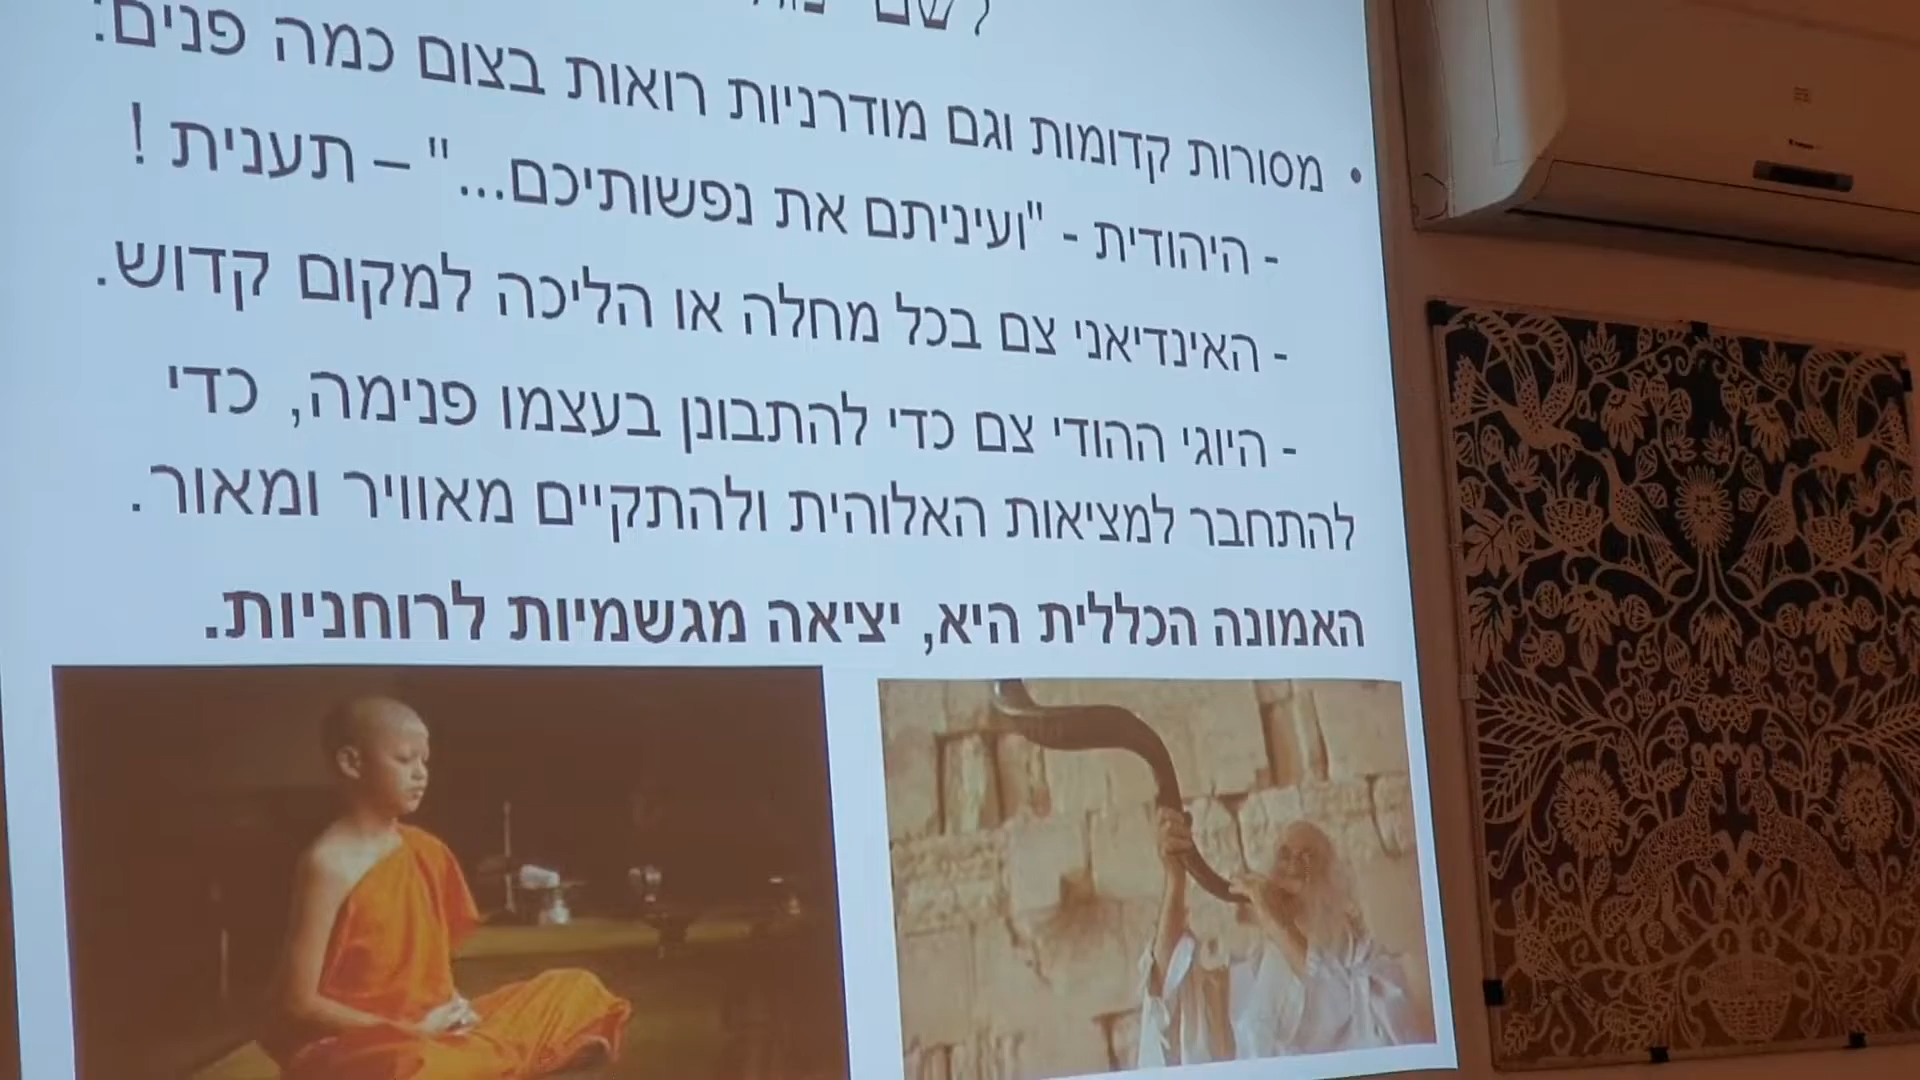 • מסורות קדומות וגם מודרניות רואות בצום כמה פנים:
- היהודית - "ועיניתם את נפשותיכם..." – תענית !
- האינדיאני צם בכל מחלה או הליכה למקום קדוש.
- היוגי ההודי צם כדי להתבונן בעצמו פנימה, כדי
להתחבר למציאות האלוהית ולהתקיים מאוויר ומאור.
האמונה הכללית היא, יציאה מגשמיות לרוחניות.